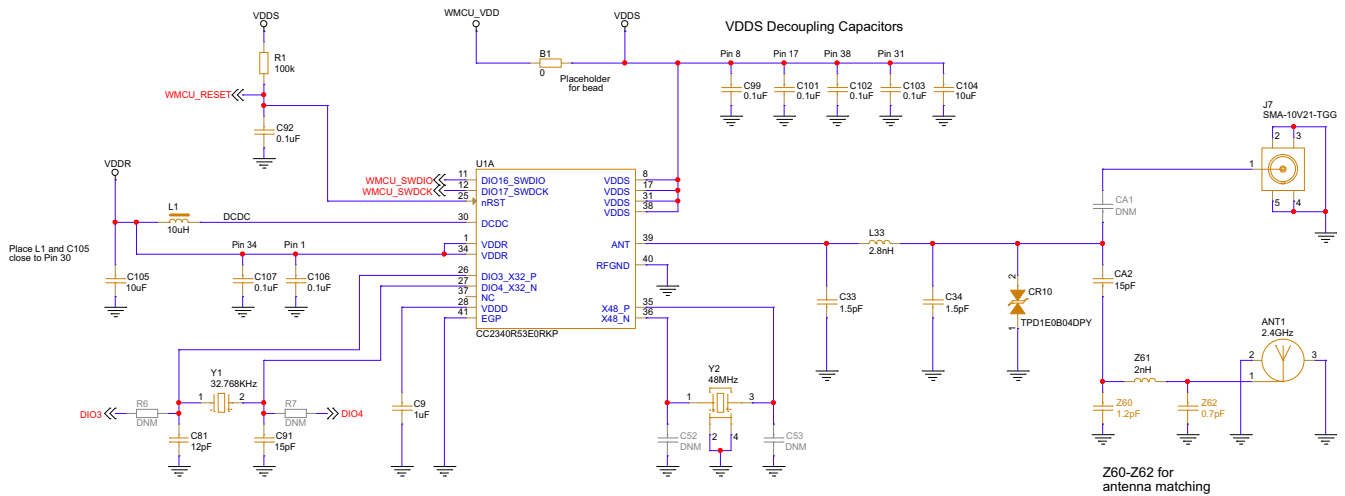 VDDS
R1
100k
WMCU_RESET
C92
0.1uF
WMCU_VDD
VDDS
B1
0
Placeholder
for bead
VDDS Decoupling Capacitors
Pin 8
Pin 17
Pin 38
Pin 31
C99
0.1uF
C101
0.1uF
C102
0.1uF
C103
0.1uF
C104
10uF
J7
SMA-10V21-TGG
2
3
1
5
4
VDDR
L1
10uH
DCDC
Place L1 and C105
close to Pin 30
C105
10uF
Pin 34
Pin 1
C107
0.1uF
C106
0.1uF
U1A
WMCU_SWDIO
11
DIO16_SWDIO
WMCU_SWDCK
12
DIO17_SWDCK
25
nRST
30
DCDC
1
VDDR
34
VDDR
26
DIO3_X32_P
27
DIO4_X32_N
37
NC
28
VDDD
41
EGP
VDDS
8
VDDS
17
VDDS
31
VDDS
38
ANT
39
RFGND
40
X48_P
35
X48_N
36
CC2340R53E0RKP
L33
2.8nH
C33
1.5pF
C34
1.5pF
2
CR10
1
TPD1E0B04DPY
CA1
DNM
CA2
15pF
ANT1
2.4GHz
2
3
1
Z61
2nH
Z60
1.2pF
Z62
0.7pF
Z60-Z62 for
antenna matching
Y1
32.768KHz
1
2
DIO3
R6
DNM
R7
DNM
DIO4
C81
12pF
C91
15pF
C9
1uF
Y2
48MHz
1
3
2
4
C52
DNM
C53
DNM